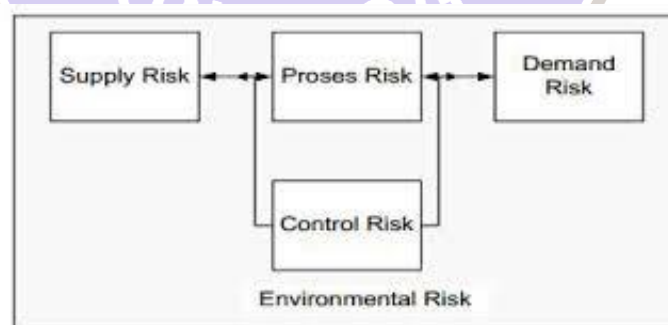 Supply Risk
Proses Risk
Demand
Risk
Control Risk
Environmental Risk